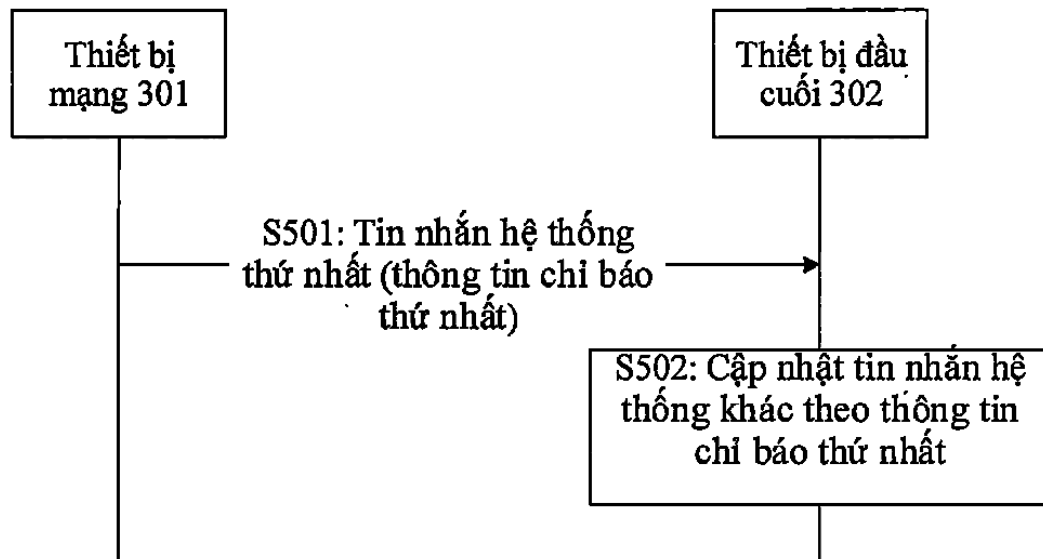 Thiết bị
mạng 301
Thiết bị đầu
cuối 302
S501: Tin nhắn hệ thống
thứ nhất (thông tin chỉ báo
thứ nhất)
S502: Cập nhật tin nhắn hệ
thống khác theo thông tin
chỉ báo thứ nhất